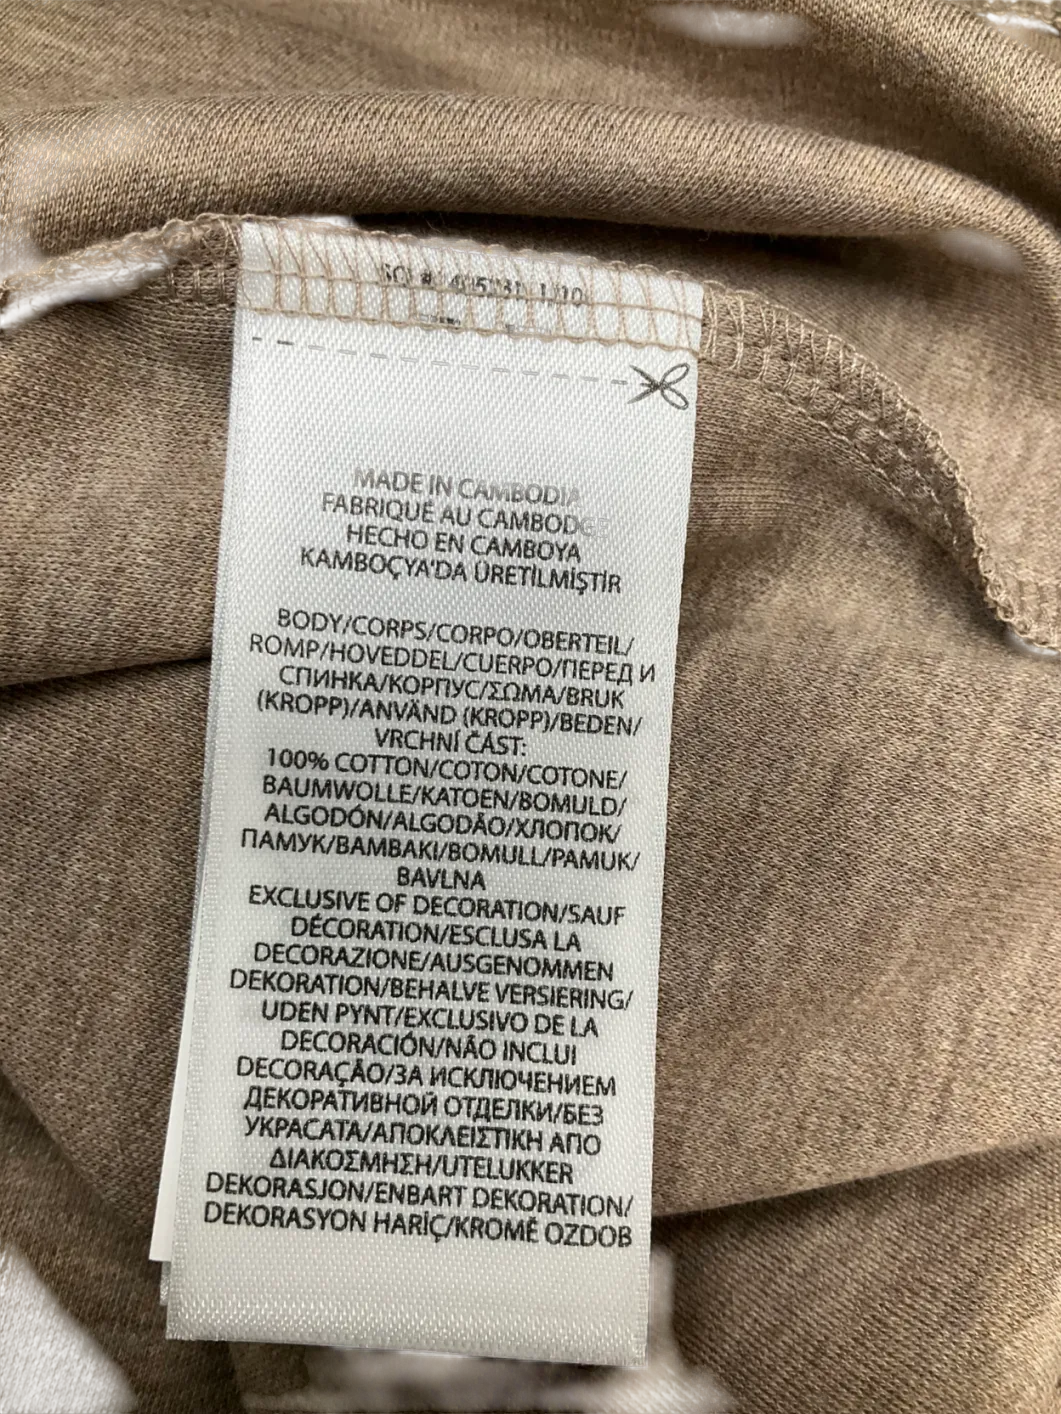 MADE IN CAMBODIA
FABRIQUÉ AU CAMBODGE
HECHO EN CAMBOYA
KAMBOÇYA'DA ÜRETİLMİŞTİR
BODY/CORPS/CORPO/OBERTEIL/
ROMP/HOVEDDEL/CUERPO/ПЕРЕД И
СПИНКА/КОРПУС/ΣΩΜΑ/BRUK
(KROPP)/ANVÄND (KROPP)/BEDEN/
VRCHNÍ ČÁST:
100% COTTON/COTON/COTONE/
BAUMWOLLE/KATOEN/BOMULD/
ALGODÓN/ALGODÃO/ХЛОПОК/
ПАМУК/ΒΑΜΒΑΚΙ/BOMULL/PAMUK/
BAVLNA
EXCLUSIVE OF DECORATION/SAUF
DÉCORATION/ESCLUSA LA
DECORAZIONE/AUSGENOMMEN
DEKORATION/BEHALVE VERSIERING/
UDEN PYNT/EXCLUSIVO DE LA
DECORACIÓN/NÃO INCLUI
DECORAÇÃO/ЗА ИСКЛЮЧЕНИЕМ
ДЕКОРАТИВНОЙ ОТДЕЛКИ/БЕЗ
УКРАСАТА/ΑΠΟΚΛΕΙΣΤΙΚΗ ΑΠΟ
ΔΙΑΚΟΣΜΗΣΗ/UTELUKKER
DEKORASJON/ENBART DEKORATION/
DEKORASYON HARİÇ/KROMĚ OZDOB